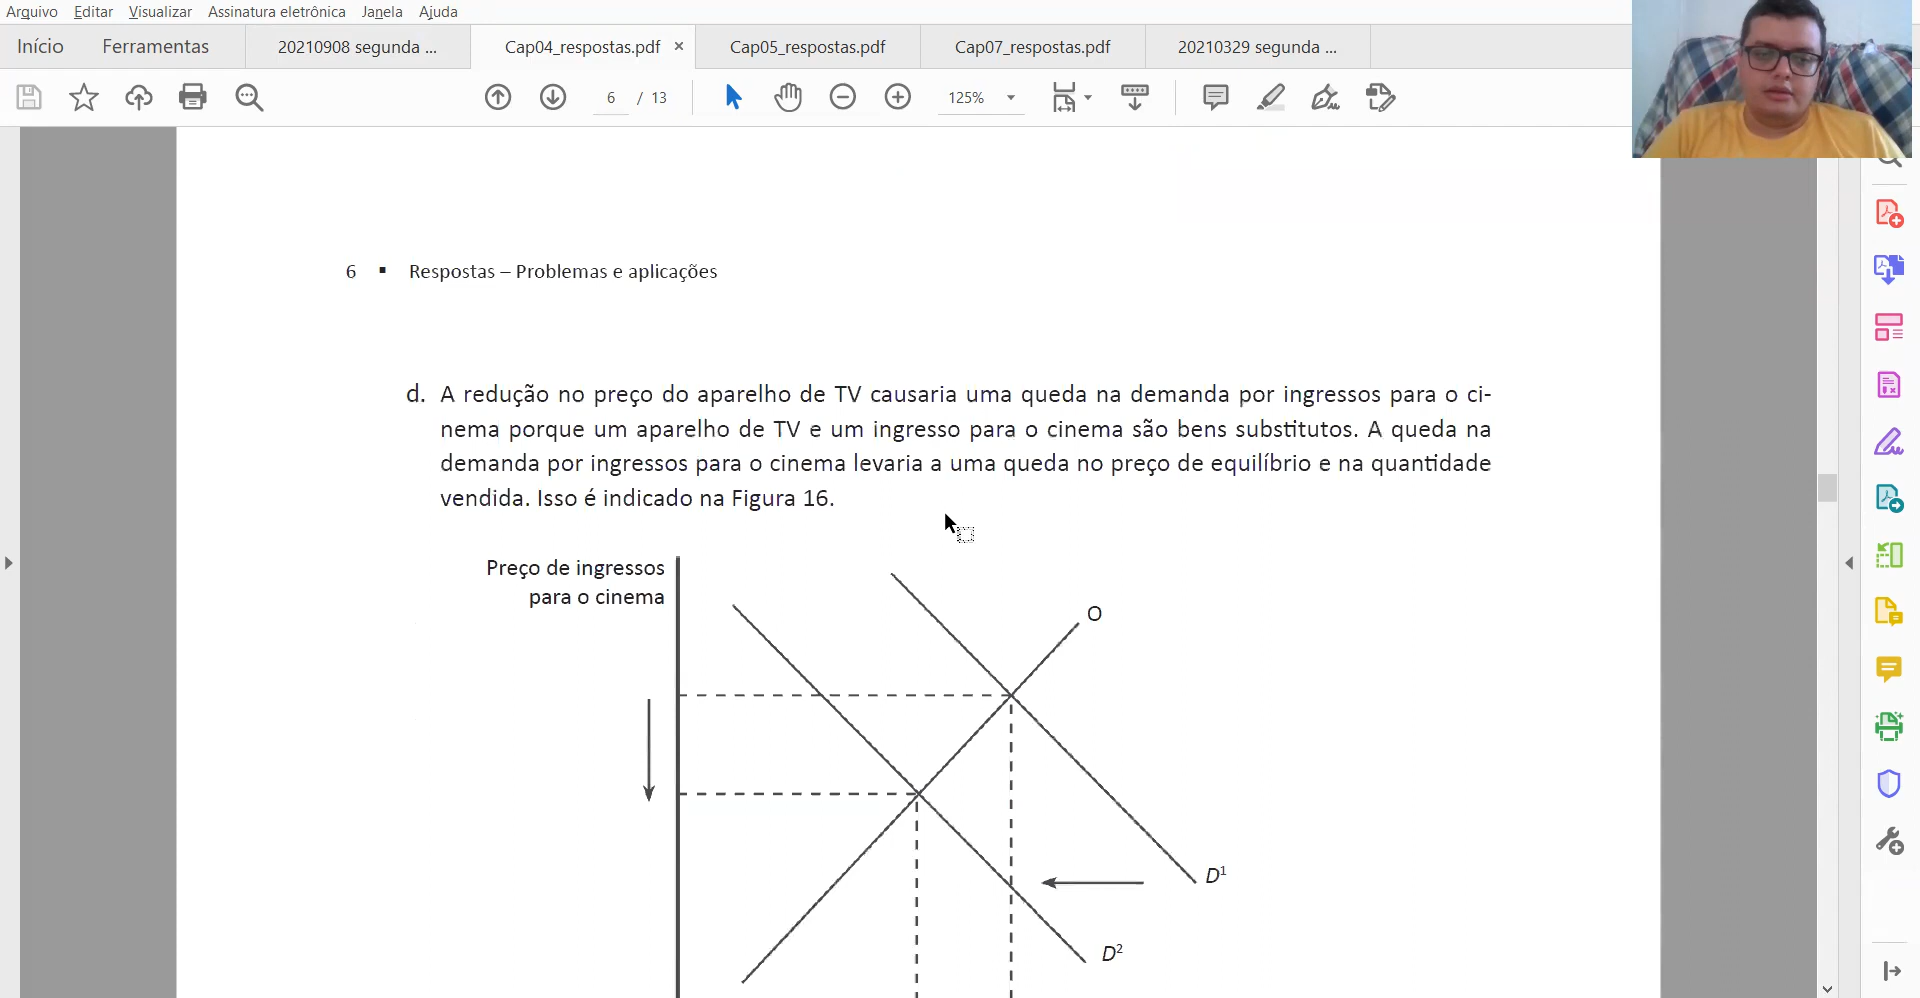 Arquivo Editar Visualizar Assinatura eletrônica Janela Ajuda
Início Ferramentas 20210908 segunda ... Cap04_respostas.pdf × Cap05_respostas.pdf Cap07_respostas.pdf 20210329 segunda ...
6 / 13 125%
6 ▪ Respostas – Problemas e aplicações
d. A redução no preço do aparelho de TV causaria uma queda na demanda por ingressos para o ci-
nema porque um aparelho de TV e um ingresso para o cinema são bens substitutos. A queda na
demanda por ingressos para o cinema levaria a uma queda no preço de equilíbrio e na quantidade
vendida. Isso é indicado na Figura 16.
Preço de ingressos
para o cinema
O
D¹
D²